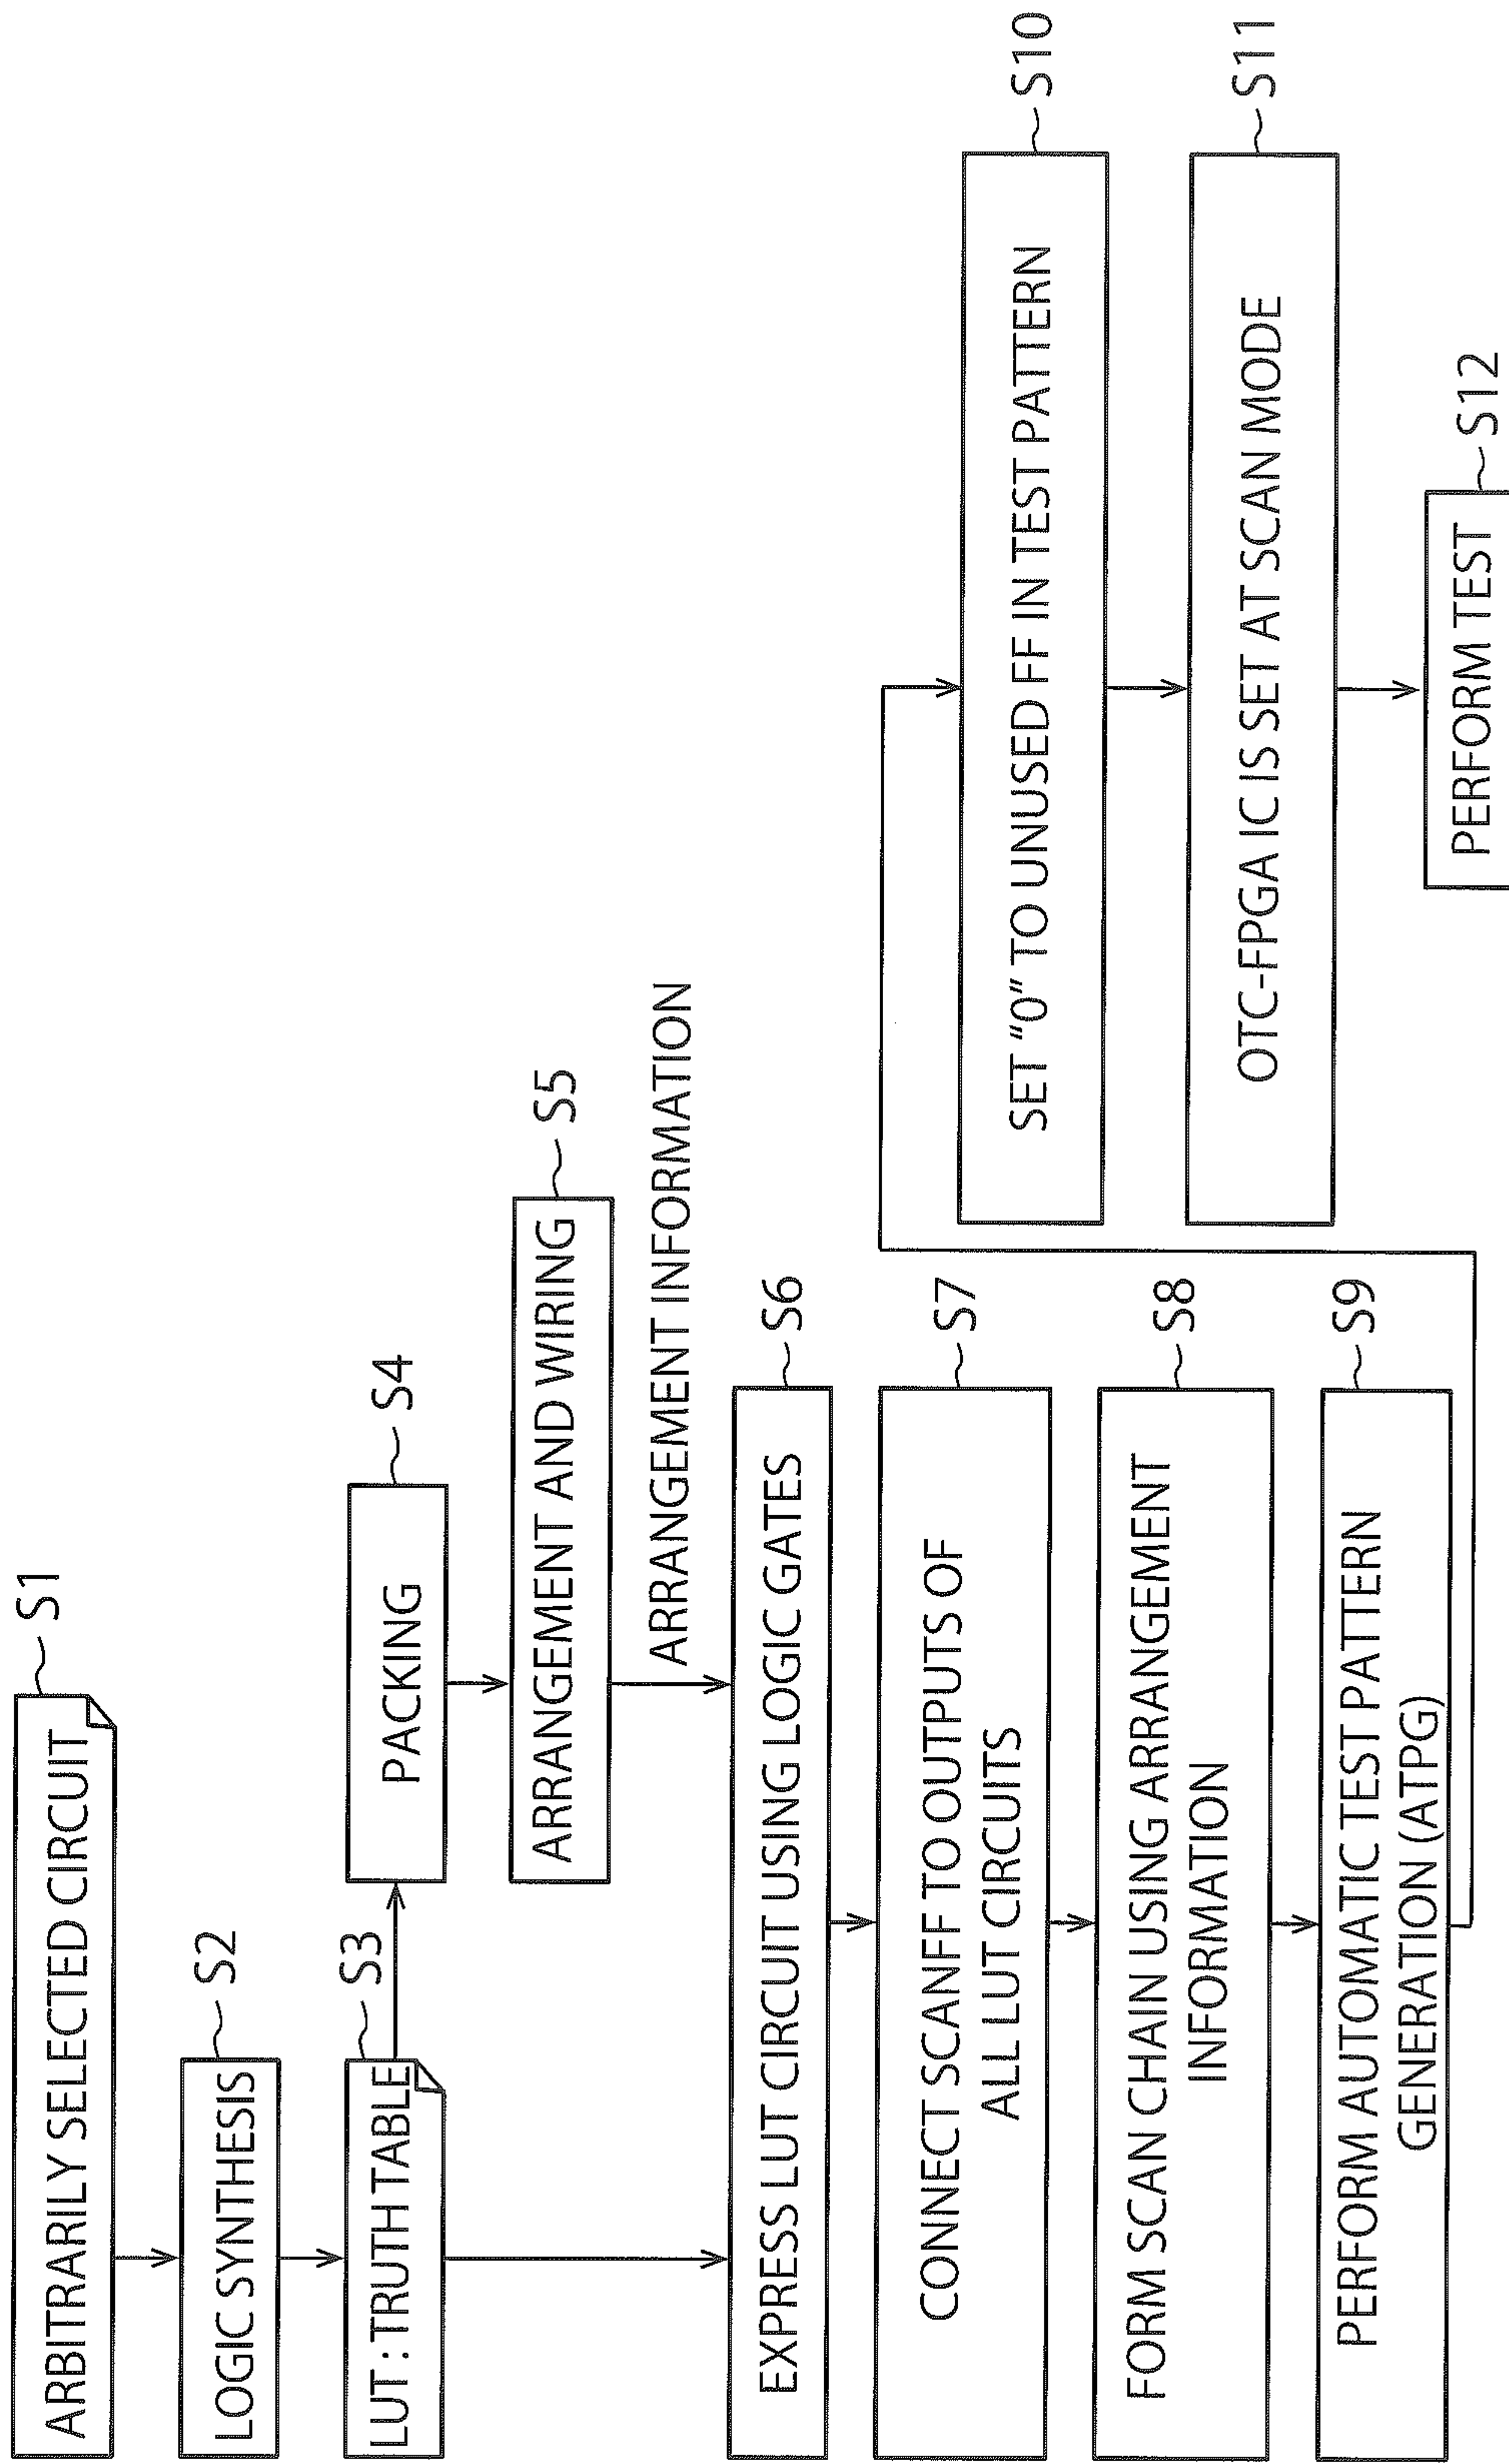 ARBITRARILY SELECTED CIRCUIT
S1
LOGIC SYNTHESIS
S2
LUT : TRUTH TABLE
S3
PACKING
S4
ARRANGEMENT AND WIRING
S5
ARRANGEMENT INFORMATION
EXPRESS LUT CIRCUIT USING LOGIC GATES
S6
CONNECT SCANFF TO OUTPUTS OF
ALL LUT CIRCUITS
S7
FORM SCAN CHAIN USING ARRANGEMENT
INFORMATION
S8
PERFORM AUTOMATIC TEST PATTERN
GENERATION (ATPG)
S9
SET "0" TO UNUSED FF IN TEST PATTERN
S10
OTC-FPGA IC IS SET AT SCAN MODE
S11
PERFORM TEST
S12